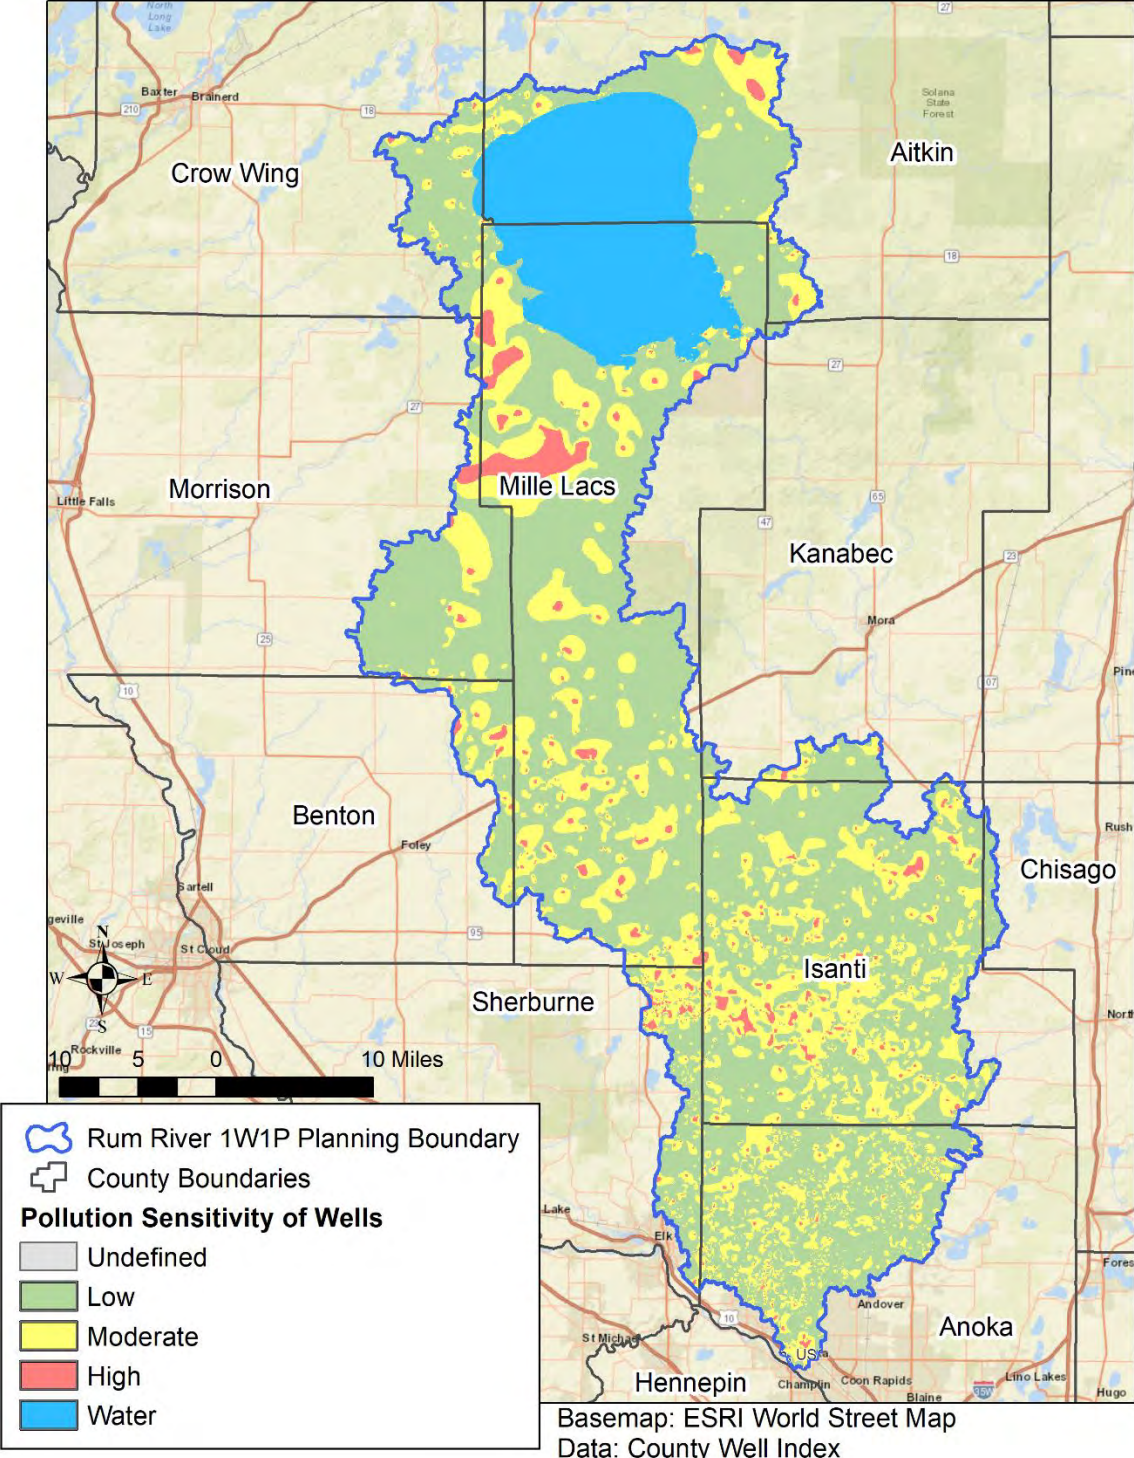 North
Long
Lake
27
Baxter
Brainerd
210
18
Solana
State
Forest
Aitkin
Crow Wing
18
27
27
Morrison
Mille Lacs
Little Falls
65
47
Kanabec
23
Mora
25
10
107
Pine
Benton
Rush
Foley
Chisago
Sartell
geville
N
St Joseph
St Cloud
95
W
E
Isanti
Sherburne
S
23
15
North
Rockville
10 5 0 10 Miles
Rum River 1W1P Planning Boundary
County Boundaries
Pollution Sensitivity of Wells
Undefined
Low
Moderate
High
Water
Lake
Elk
Fores
Andover
10
Anoka
St Michael
US
Hennepin
Champlin
Coon Rapids
Lino Lakes
35W
Blaine
Hugo
Basemap: ESRI World Street Map
Data: County Well Index